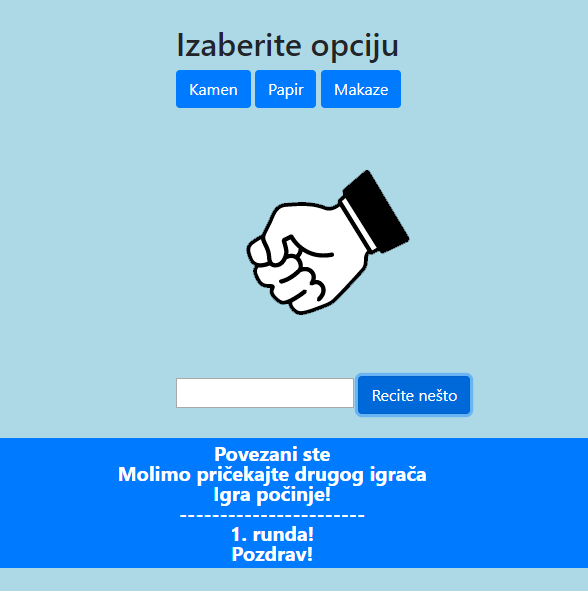 Izaberite opciju
Kamen Papir Makaze
Recite nešto
Povezani ste
Molimo pričekajte drugog igrača
Igra počinje!
-----------------------
1. runda!
Pozdrav!